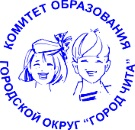 КОМИТЕТ ОБРАЗОВАНИЯ
ГОРОДСКОЙ ОКРУГ "ГОРОД ЧИТА"